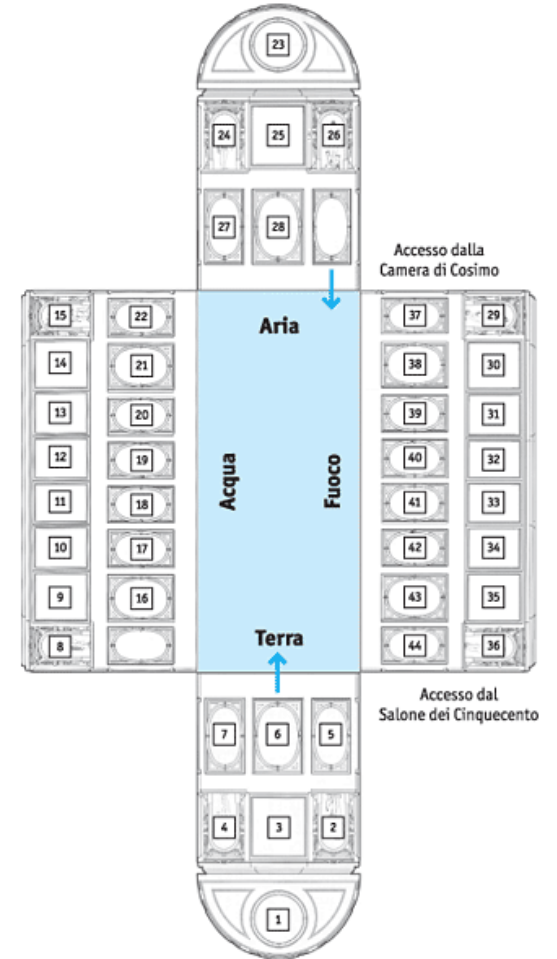 23
24 25 26
27 28
Accesso dalla
Camera di Cosimo
15 22 Aria 37 29
14 21 38 30
13 20 39 31
12 19 Acqua Fuoco 40 32
11 18 41 33
10 17 42 34
9 16 43 35
8 Terra 44 36
Accesso dal
Salone dei Cinquecento
7 6 5
4 3 2
1